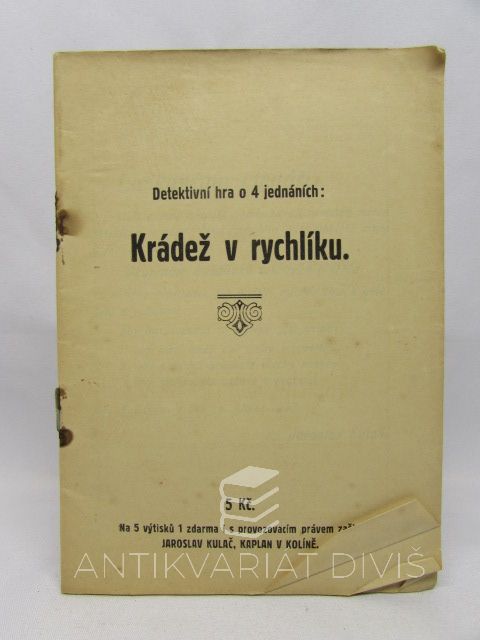 Detektivní hra o 4 jednáních:
Krádež v rychlíku.
5 Kč.
Na 5 výtisků 1 zdarma i s provozovacím právem
JAROSLAV KULAČ, KAPLAN V KOLÍNĚ.
ANTIKVARIAT DIVIŠ